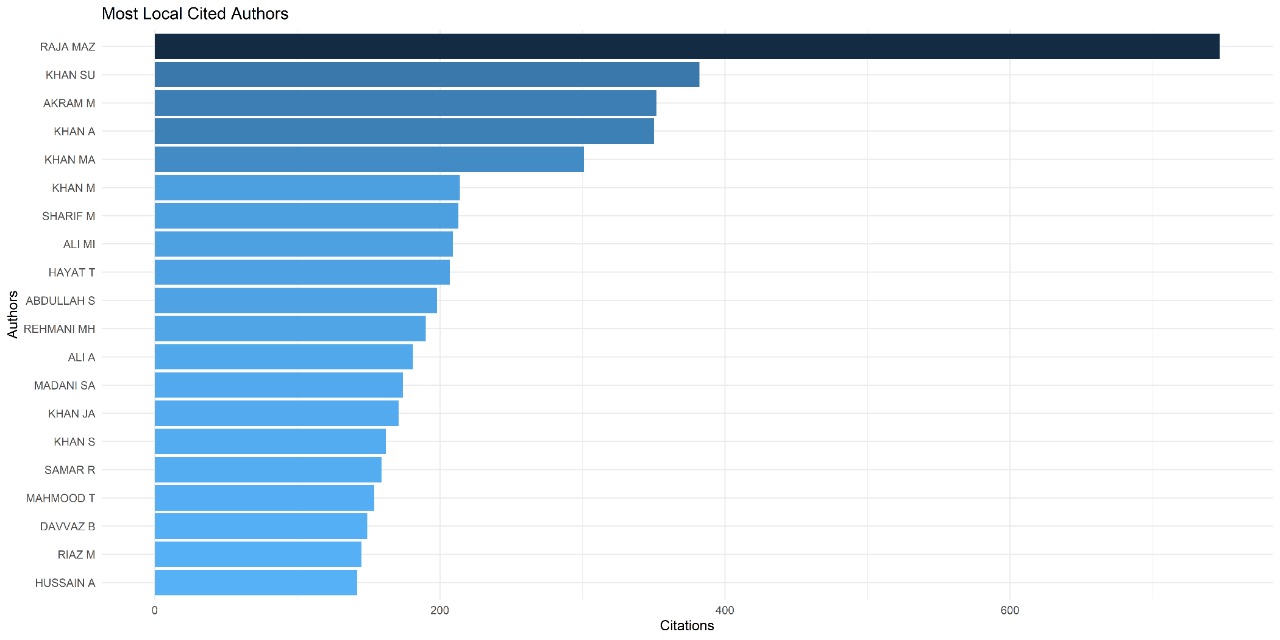 Most Local Cited Authors
Authors
RAJA MAZ
KHAN SU
AKRAM M
KHAN A
KHAN MA
KHAN M
SHARIF M
ALI MI
HAYAT T
ABDULLAH S
REHMANI MH
ALI A
MADANI SA
KHAN JA
KHAN S
SAMAR R
MAHMOOD T
DAVVAZ B
RIAZ M
HUSSAIN A
0 200 400 600
Citations